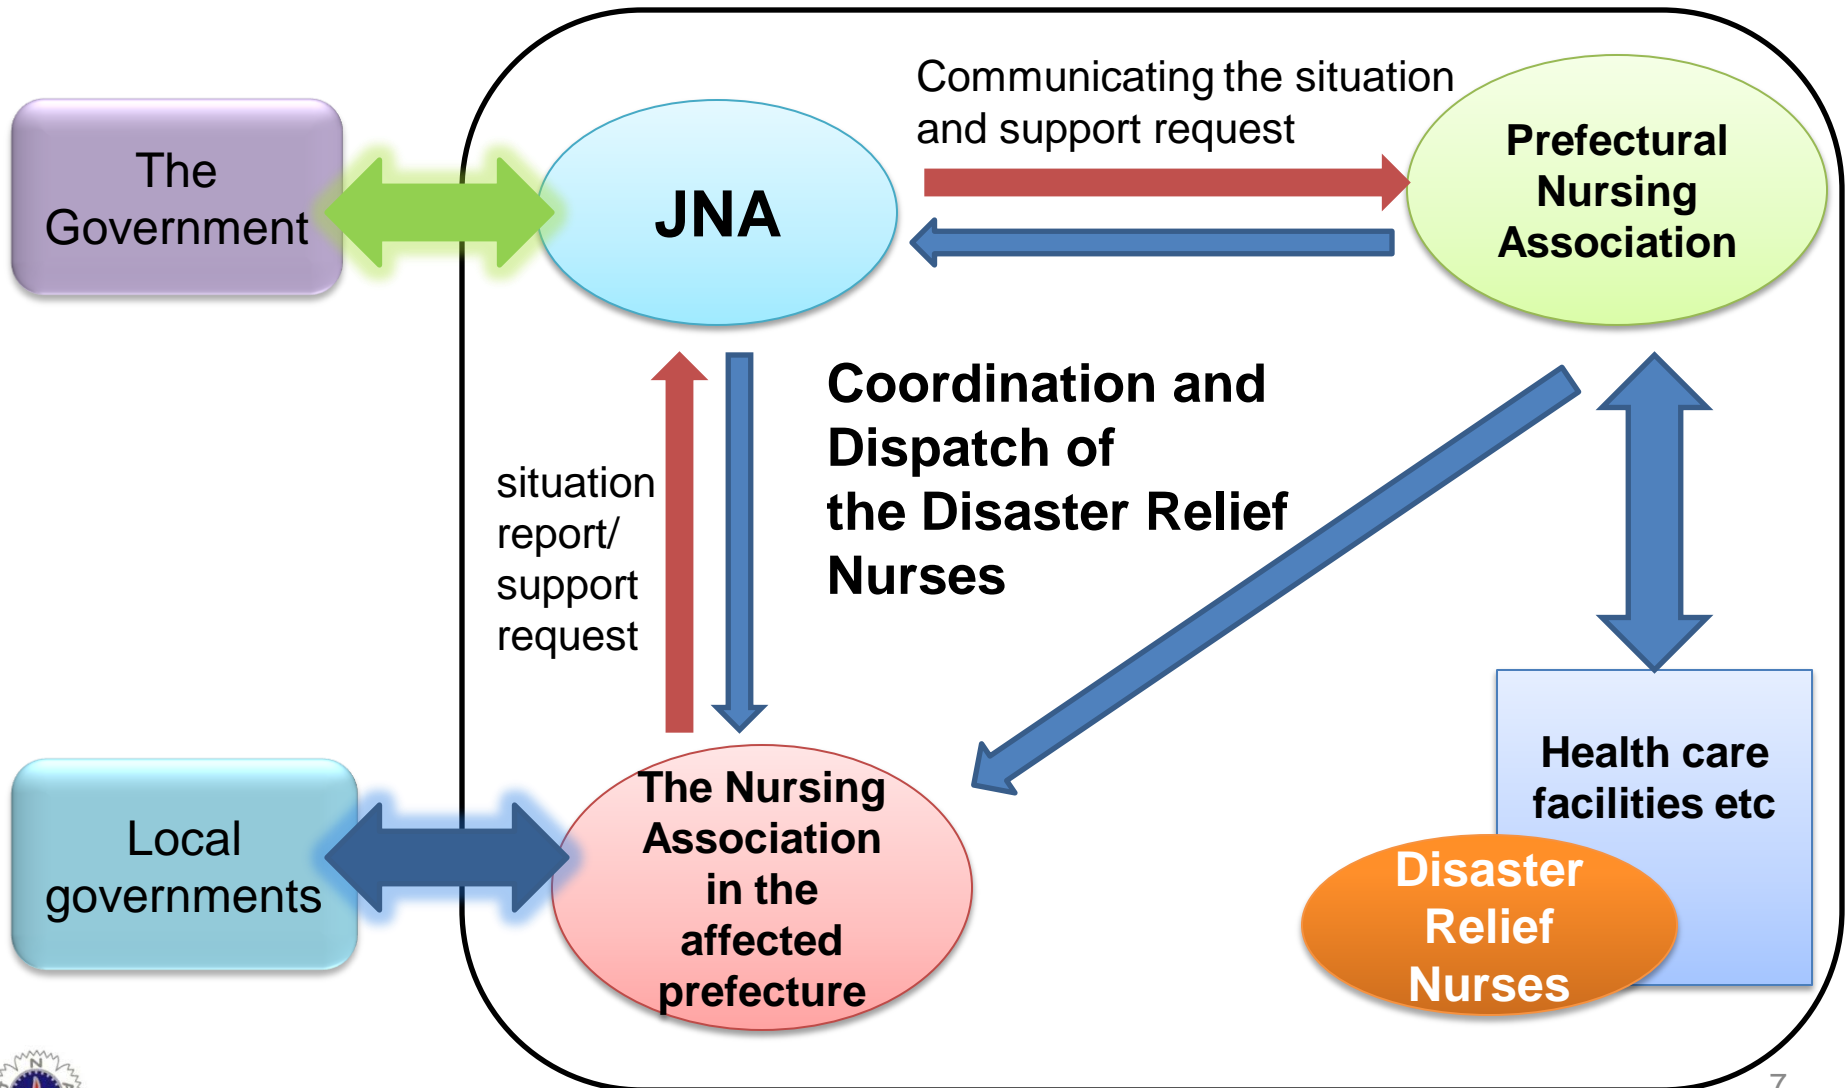 The
Government
JNA
Communicating the situation
and support request
Prefectural
Nursing
Association
situation
report/
support
request
Coordination and
Dispatch of
the Disaster Relief
Nurses
Local
governments
The Nursing
Association
in the
affected
prefecture
Health care
facilities etc
Disaster
Relief
Nurses
N
7